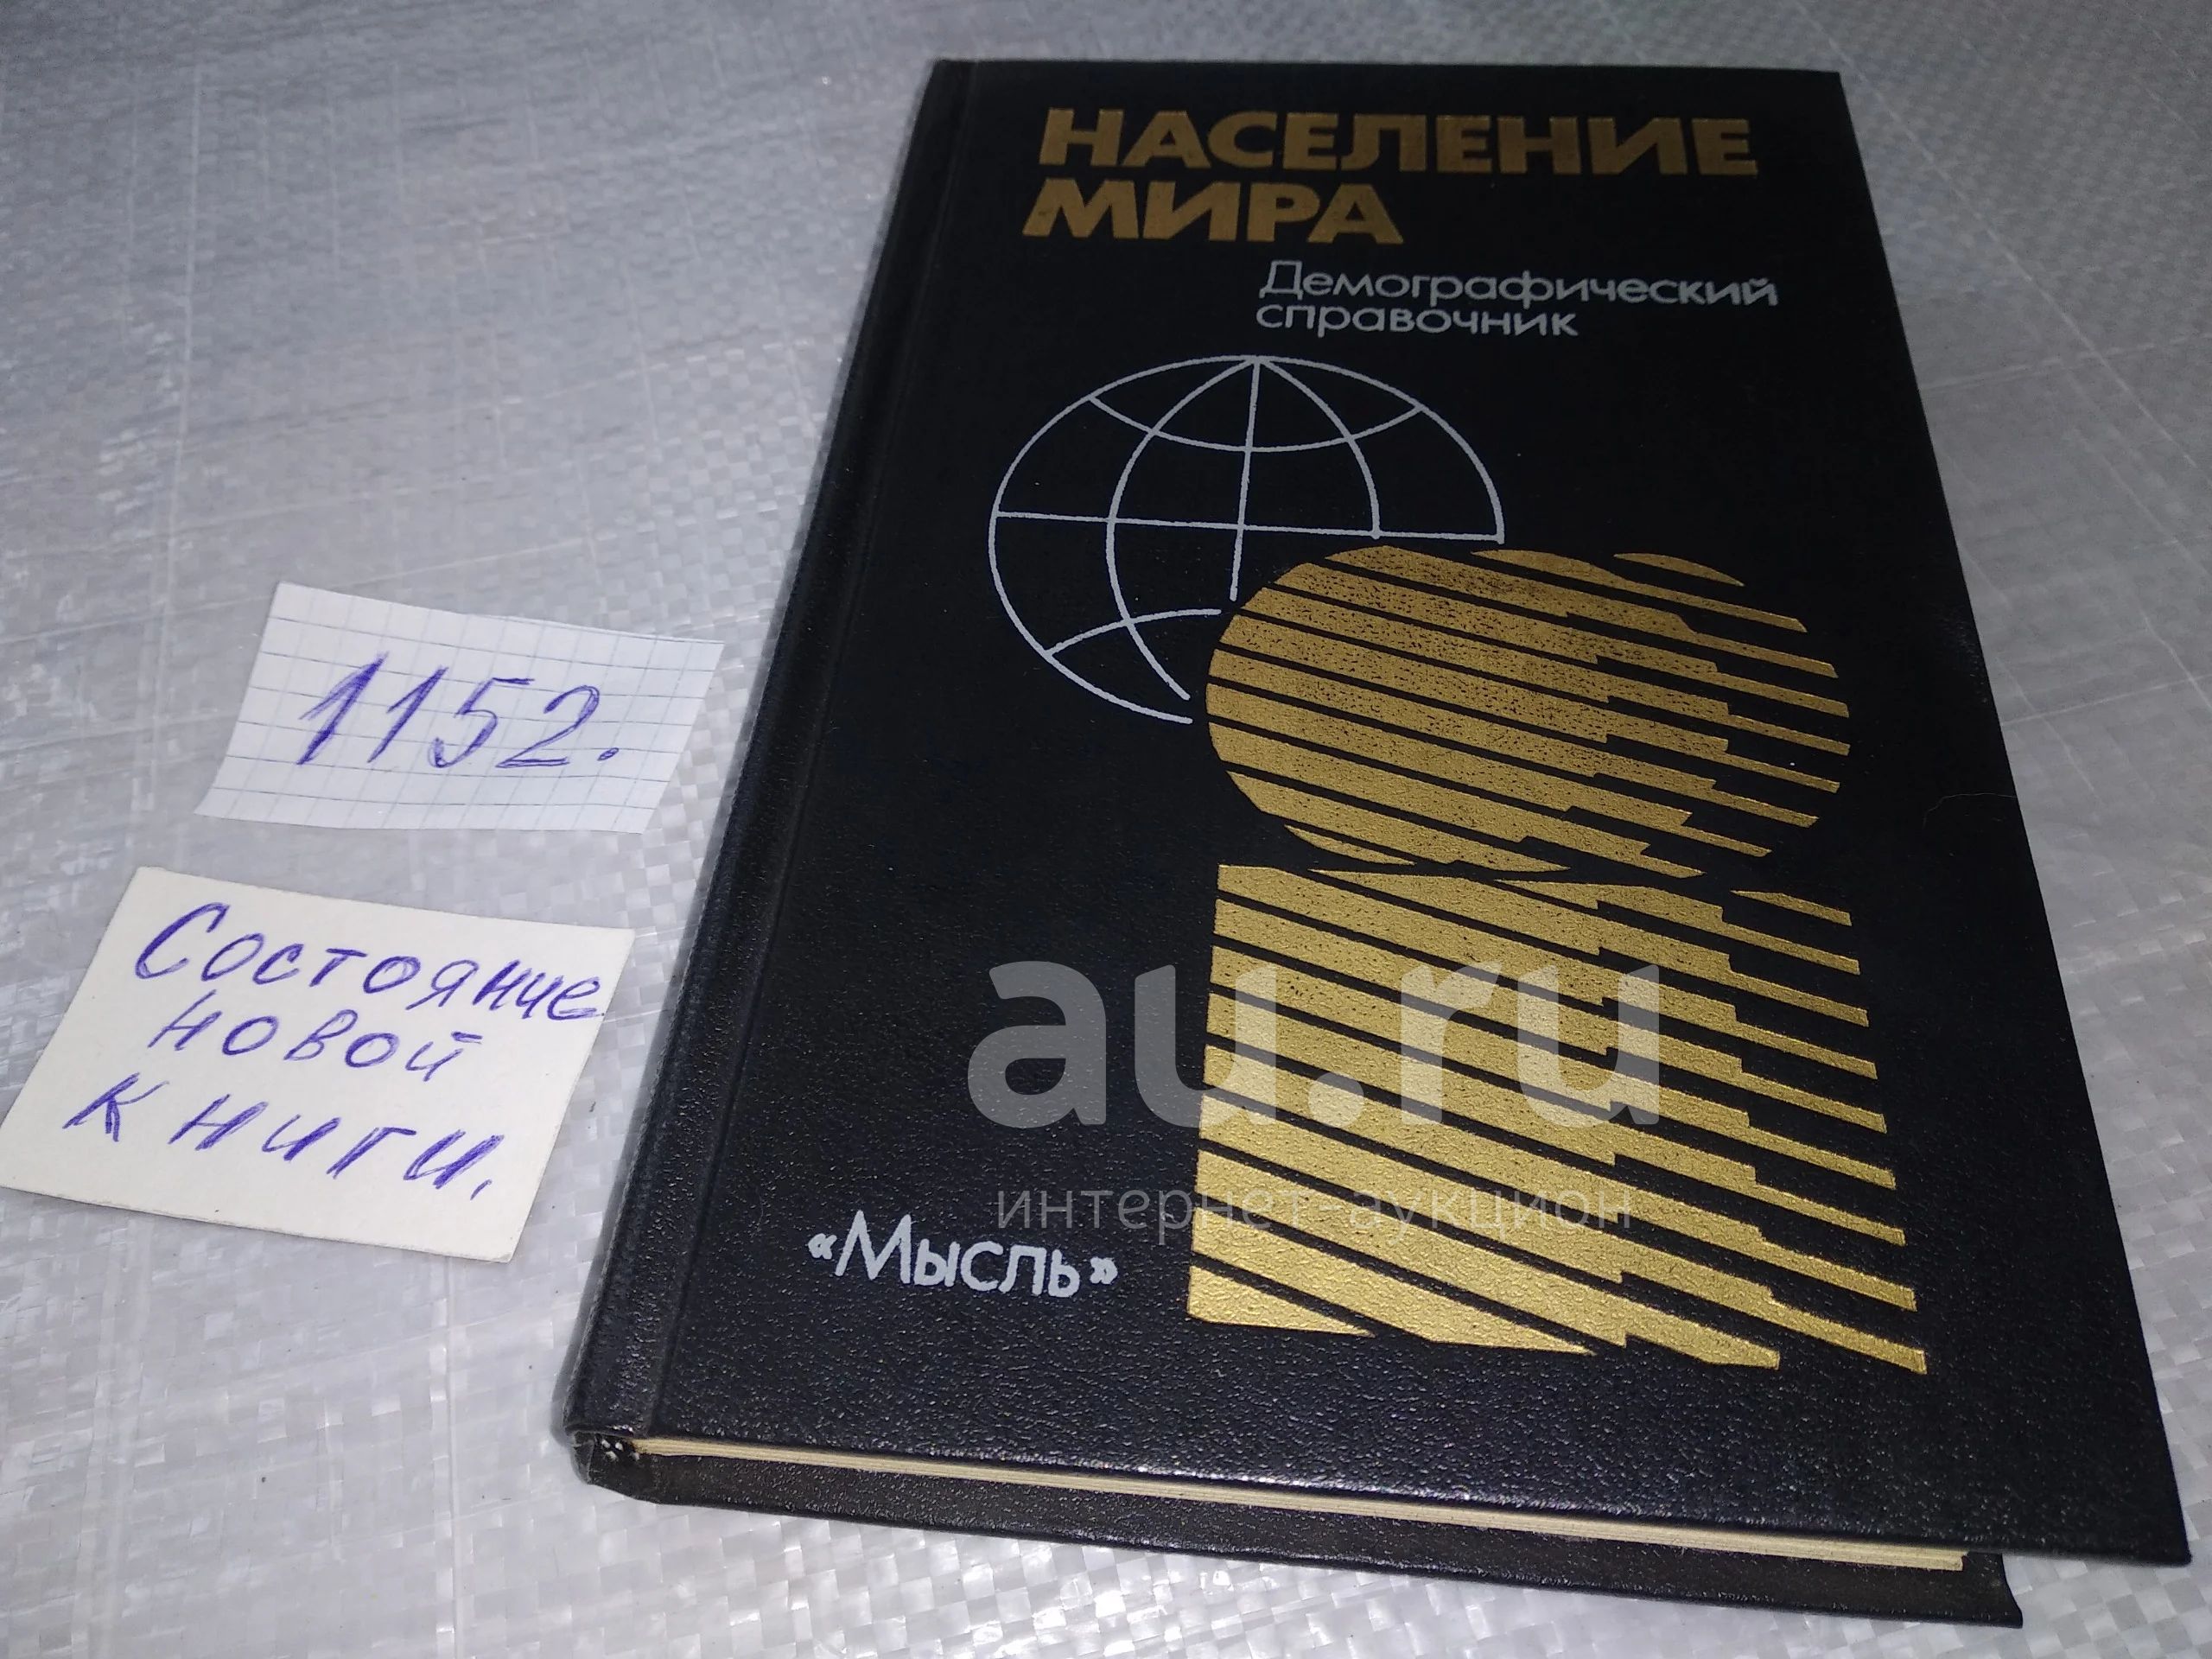 НАСЕЛЕНИЕ
МИРА
Демографический
справочник
1152.
Состояние
новой
книги.
au.ru
интернет-аукцион
«Мысль»